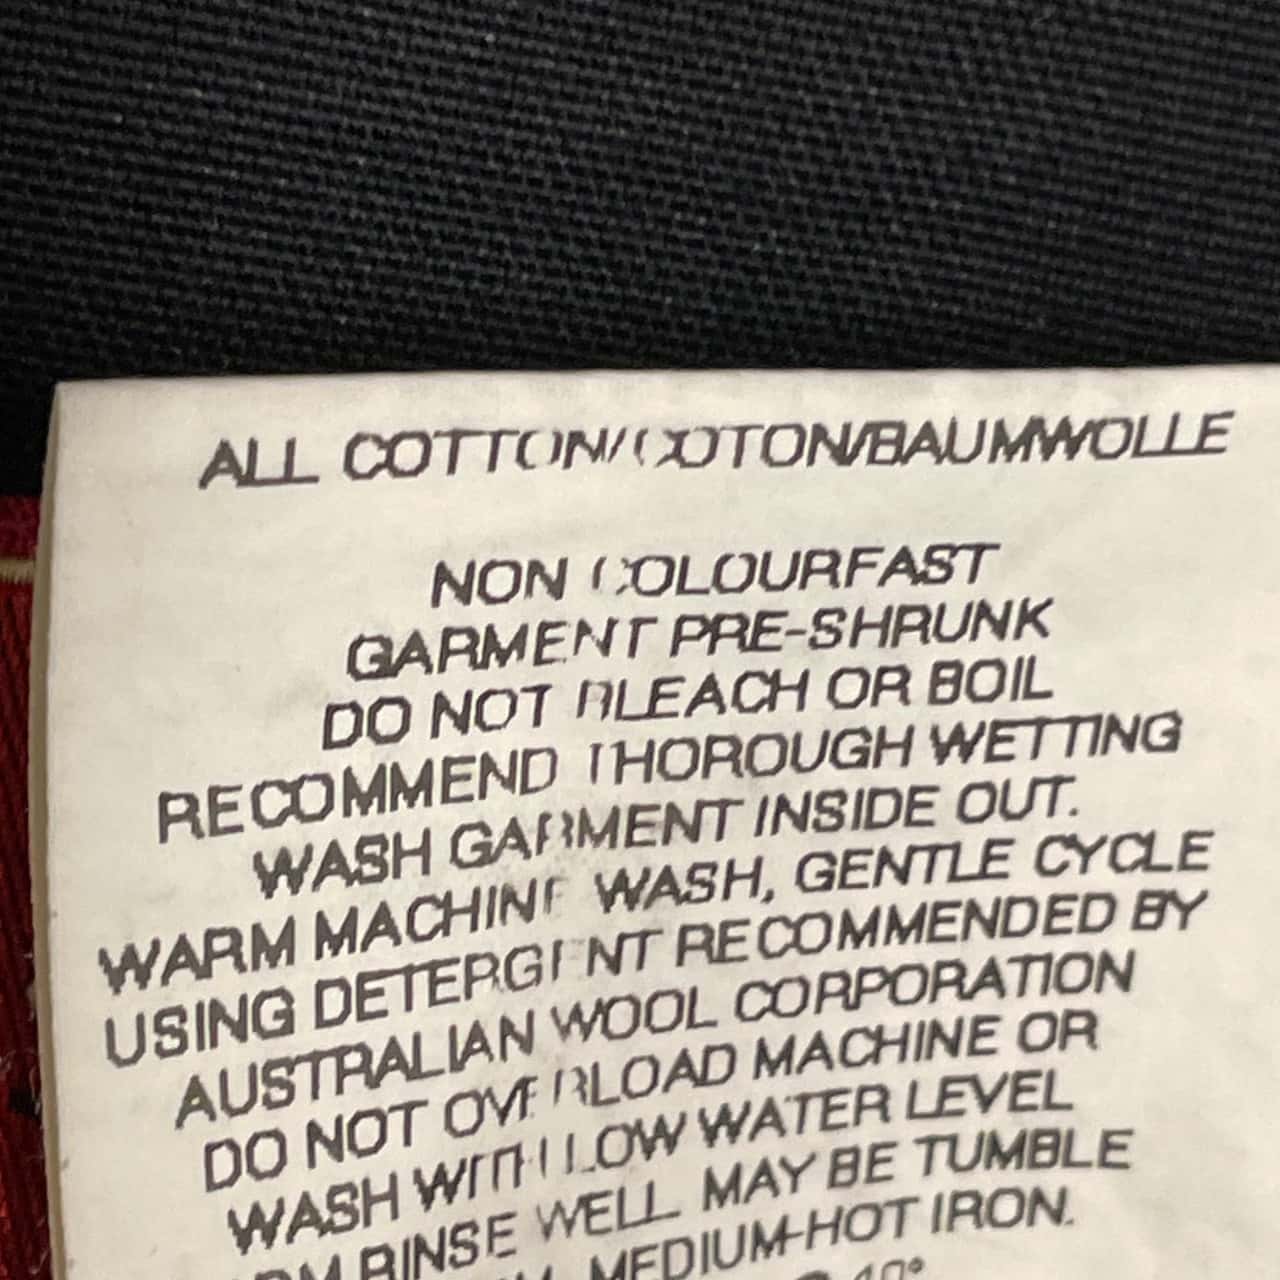 ALL COTTON/COTON/BAUMWOLLE
NON COLOURFAST
GARMENT PRE-SHRUNK
DO NOT BLEACH OR BOIL
RECOMMEND THOROUGH WETTING
WASH GARMENT INSIDE OUT.
WARM MACHINE WASH, GENTLE CYCLE
USING DETERGENT RECOMMENDED BY
AUSTRALIAN WOOL CORPORATION
DO NOT OVERLOAD MACHINE OR
WASH WITH LOW WATER LEVEL
RINSE WELL MAY BE TUMBLE
MEDIUM-HOT IRON.
40°